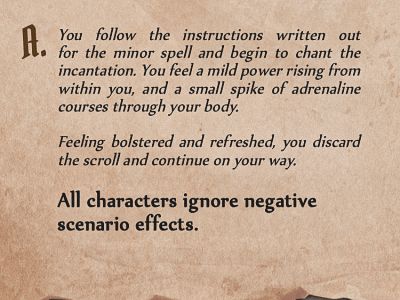 A. You follow the instructions written out
for the minor spell and begin to chant the
incantation. You feel a mild power rising from
within you, and a small spike of adrenaline
courses through your body.
Feeling bolstered and refreshed, you discard
the scroll and continue on your way.
All characters ignore negative
scenario effects.